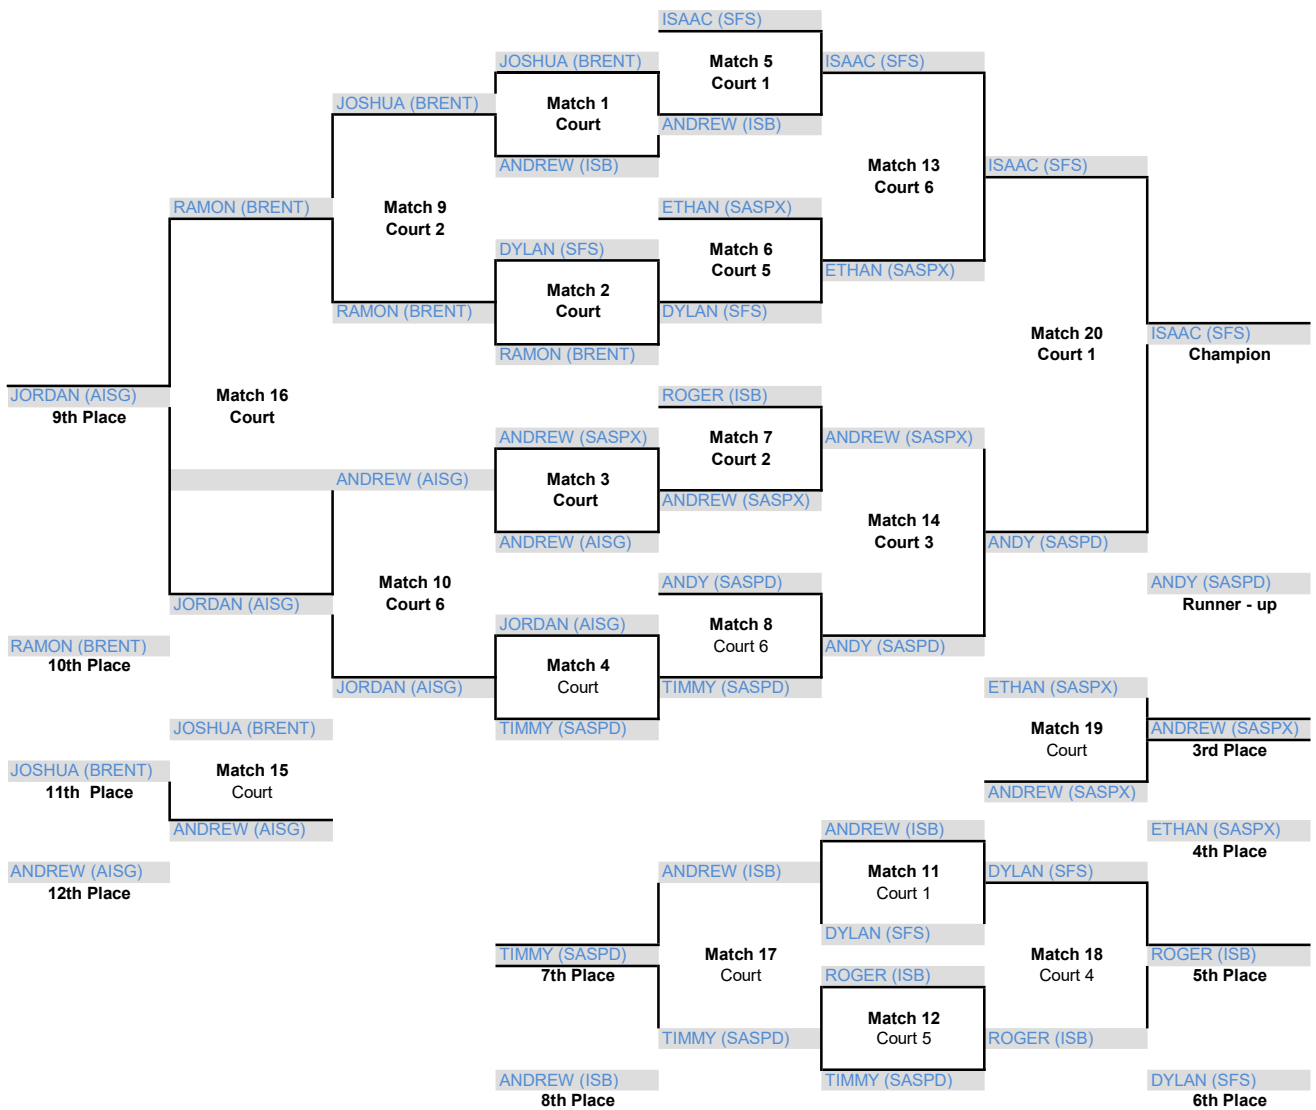 ISAAC (SFS)
JOSHUA (BRENT)
Match 5
Court 1
ISAAC (SFS)
JOSHUA (BRENT)
Match 1
Court
ANDREW (ISB)
ANDREW (ISB)
Match 13
Court 6
ISAAC (SFS)
RAMON (BRENT)
Match 9
Court 2
ETHAN (SASPX)
DYLAN (SFS)
Match 6
Court 5
ETHAN (SASPX)
Match 2
Court
RAMON (BRENT)
DYLAN (SFS)
RAMON (BRENT)
Match 20
Court 1
ISAAC (SFS)
Champion
JORDAN (AISG)
9th Place
Match 16
Court
ROGER (ISB)
ANDREW (SASPX)
Match 7
Court 2
ANDREW (SASPX)
ANDREW (AISG)
Match 3
Court
ANDREW (SASPX)
ANDREW (AISG)
Match 14
Court 3
ANDY (SASPD)
Match 10
Court 6
ANDY (SASPD)
ANDY (SASPD)
Runner - up
JORDAN (AISG)
JORDAN (AISG)
Match 8
Court 6
ANDY (SASPD)
RAMON (BRENT)
10th Place
Match 4
Court
JORDAN (AISG)
TIMMY (SASPD)
ETHAN (SASPX)
JOSHUA (BRENT)
TIMMY (SASPD)
Match 19
Court
ANDREW (SASPX)
3rd Place
JOSHUA (BRENT)
11th  Place
Match 15
Court
ANDREW (SASPX)
ANDREW (AISG)
ANDREW (ISB)
ETHAN (SASPX)
4th Place
ANDREW (AISG)
12th Place
ANDREW (ISB)
Match 11
Court 1
DYLAN (SFS)
DYLAN (SFS)
TIMMY (SASPD)
7th Place
Match 17
Court
ROGER (ISB)
Match 18
Court 4
ROGER (ISB)
5th Place
Match 12
Court 5
TIMMY (SASPD)
ROGER (ISB)
ANDREW (ISB)
8th Place
TIMMY (SASPD)
DYLAN (SFS)
6th Place